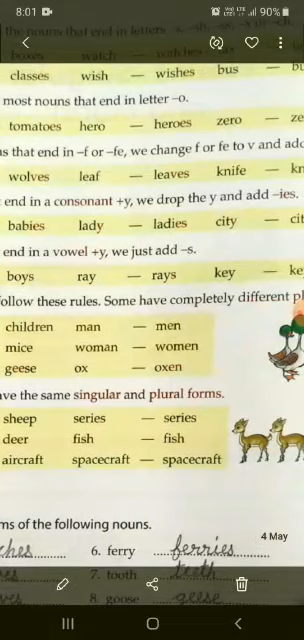 8:01 90%
the nouns that end in letters
boxes watch — watches
classes wish — wishes bus —
most nouns that end in letter –o.
tomatoes hero — heroes zero —
that end in –f or –fe, we change f or fe to v and add
wolves leaf — leaves knife —
end in a consonant +y, we drop the y and add –ies.
babies lady — ladies city —
end in a vowel +y, we just add –s.
boys ray — rays key —
follow these rules. Some have completely different
children man — men
mice woman — women
geese ox — oxen
the same singular and plural forms.
sheep series — series
deer fish — fish
aircraft spacecraft — spacecraft
of the following nouns.
4 May
6. ferry ferries
7. tooth teeth
8. goose geese